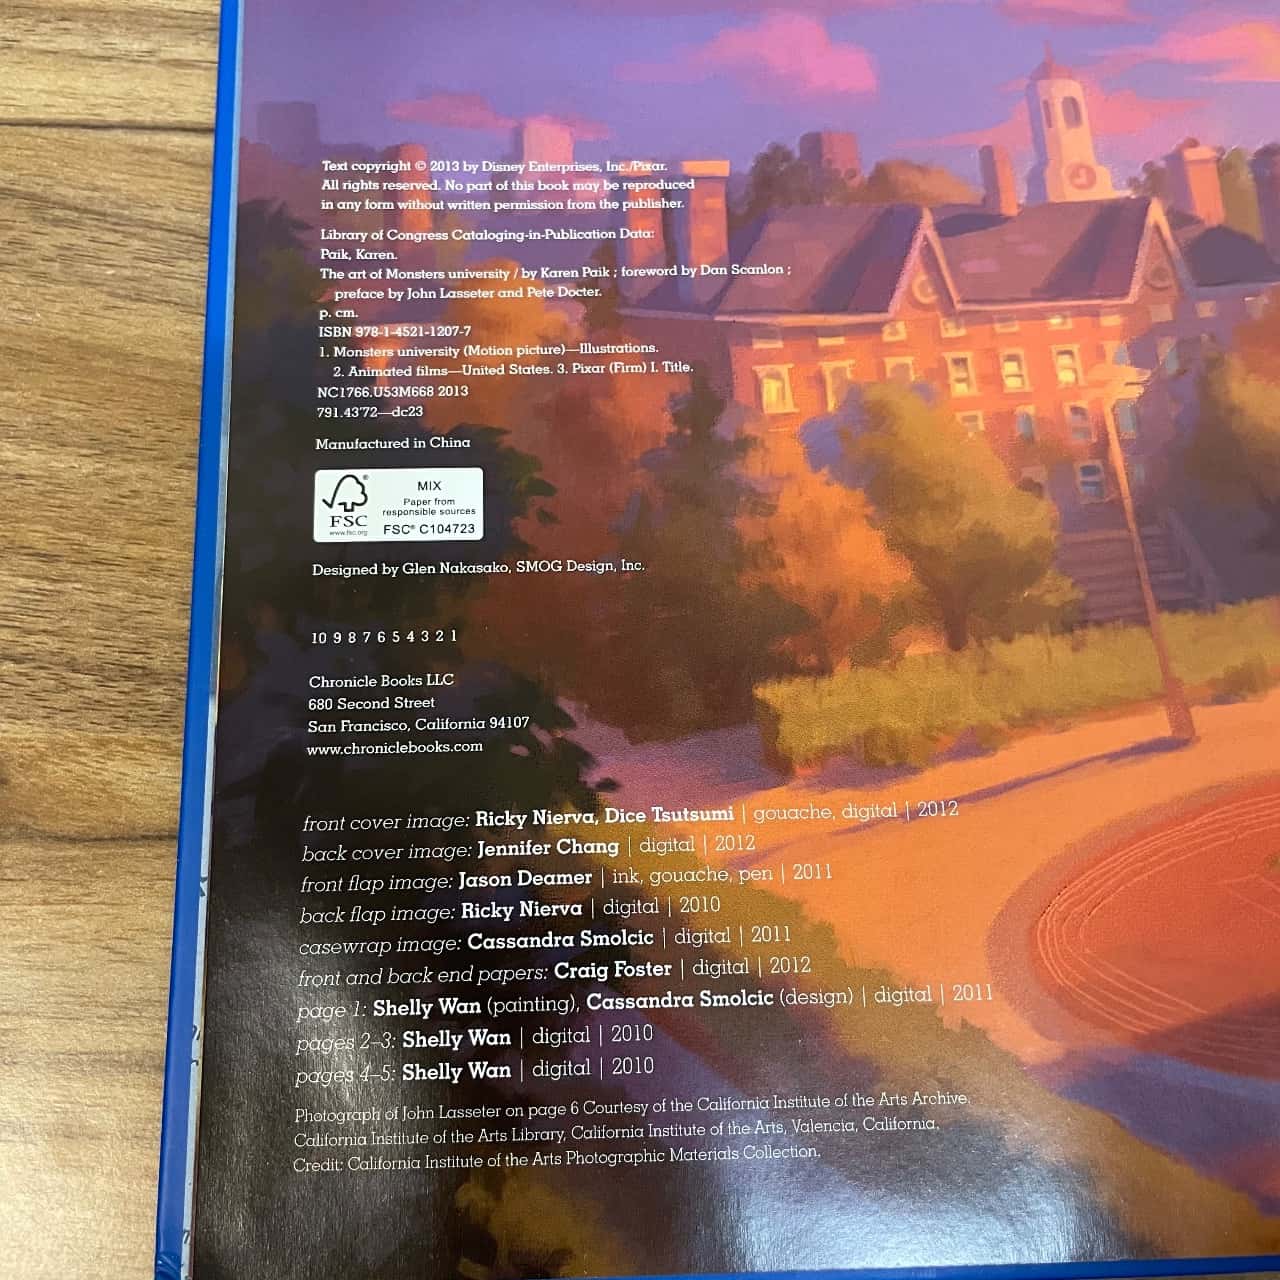 Text copyright © 2013 by Disney Enterprises, Inc./Pixar.
All rights reserved. No part of this book may be reproduced
in any form without written permission from the publisher.
Library of Congress Cataloging-in-Publication Data:
Paik, Karen.
The art of Monsters university / by Karen Paik ; foreword by Dan Scanlon ;
preface by John Lasseter and Pete Docter.
p. cm.
ISBN 978-1-4521-1207-7
1. Monsters university (Motion picture)—Illustrations.
2. Animated films—United States. 3. Pixar (Firm) I. Title.
NC1766.U53M668 2013
791.43'72—dc23
Manufactured in China
FSC®
www.fsc.org
MIX
Paper from
responsible sources
FSC® C104723
Designed by Glen Nakasako, SMOG Design, Inc.
10 9 8 7 6 5 4 3 2 1
Chronicle Books LLC
680 Second Street
San Francisco, California 94107
www.chroniclebooks.com
front cover image: Ricky Nierva, Dice Tsutsumi | gouache, digital | 2012
back cover image: Jennifer Chang | digital | 2012
front flap image: Jason Deamer | ink, gouache, pen | 2011
back flap image: Ricky Nierva | digital | 2010
casewrap image: Cassandra Smolcic | digital | 2011
front and back end papers: Craig Foster | digital | 2012
page 1: Shelly Wan (painting), Cassandra Smolcic (design) | digital | 2011
pages 2–3: Shelly Wan | digital | 2010
pages 4–5: Shelly Wan | digital | 2010
Photograph of John Lasseter on page 6 Courtesy of the California Institute of the Arts Archive,
California Institute of the Arts Library, California Institute of the Arts, Valencia, California.
Credit: California Institute of the Arts Photographic Materials Collection.